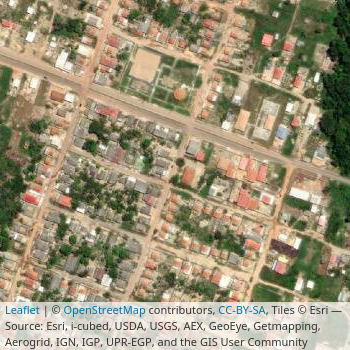 Leaflet | © OpenStreetMap contributors, CC-BY-SA, Tiles © Esri —
Source: Esri, i-cubed, USDA, USGS, AEX, GeoEye, Getmapping,
Aerogrid, IGN, IGP, UPR-EGP, and the GIS User Community